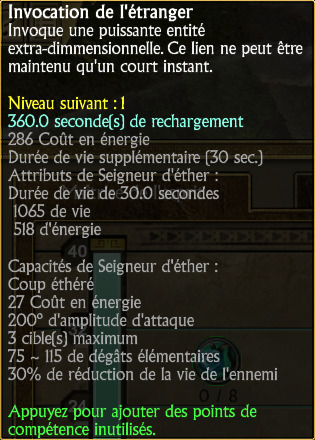 Invocation de l'étranger
Invoque une puissante entité
extra-dimmensionnelle. Ce lien ne peut être
maintenu qu'un court instant.
Niveau suivant : 1
360.0 seconde(s) de rechargement
286 Coût en énergie
Durée de vie supplémentaire (30 sec.)
Attributs de Seigneur d'éther :
Durée de vie de 30.0 secondes
1065 de vie
518 d'énergie
40
Capacités de Seigneur d'éther :
Coup éthéré
27 Coût en énergie
200° d'amplitude d'attaque
3 cible(s) maximum
75 ~ 115 de dégâts élémentaires
30% de réduction de la vie de l'ennemi
0 / 8
24
Appuyez pour ajouter des points de
compétence inutilisés.